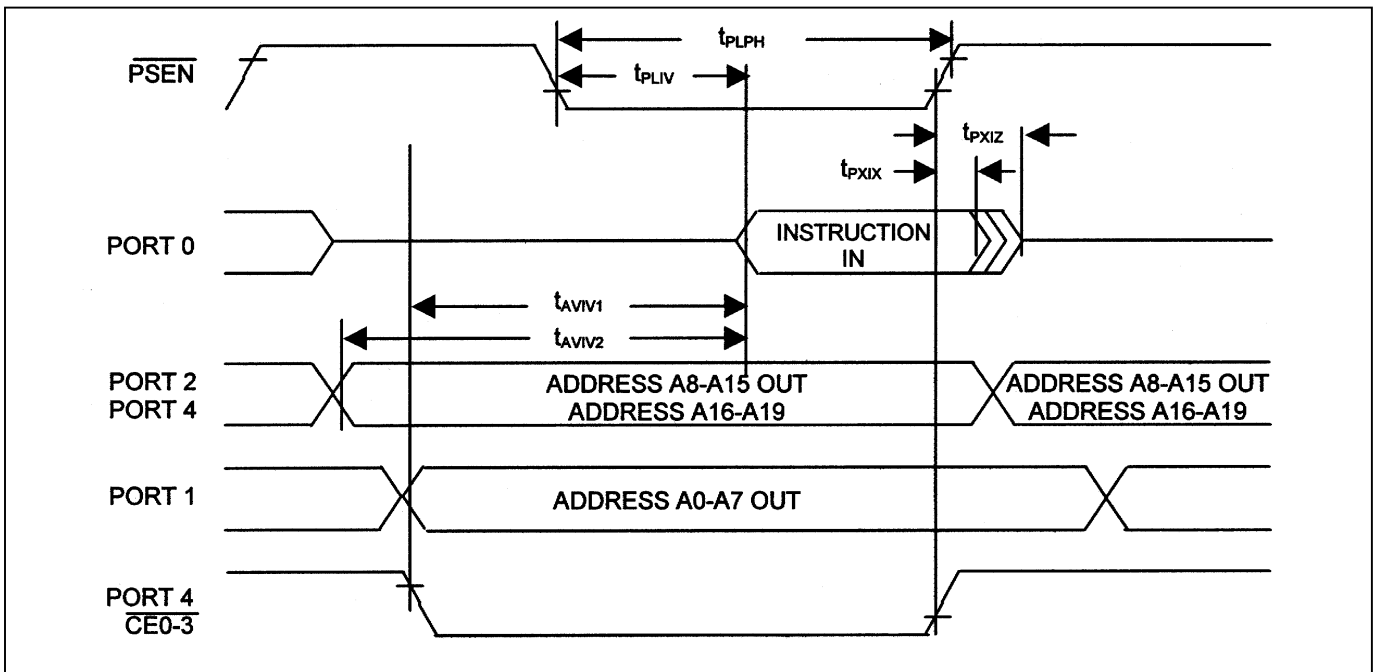 tPLPH
PSEN
tPLIV
tPXIZ
tPXIX
PORT 0
INSTRUCTION
IN
tAVIV1
tAVIV2
PORT 2
PORT 4
ADDRESS A8-A15 OUT
ADDRESS A16-A19
ADDRESS A8-A15 OUT
ADDRESS A16-A19
PORT 1
ADDRESS A0-A7 OUT
PORT 4
CE0-3